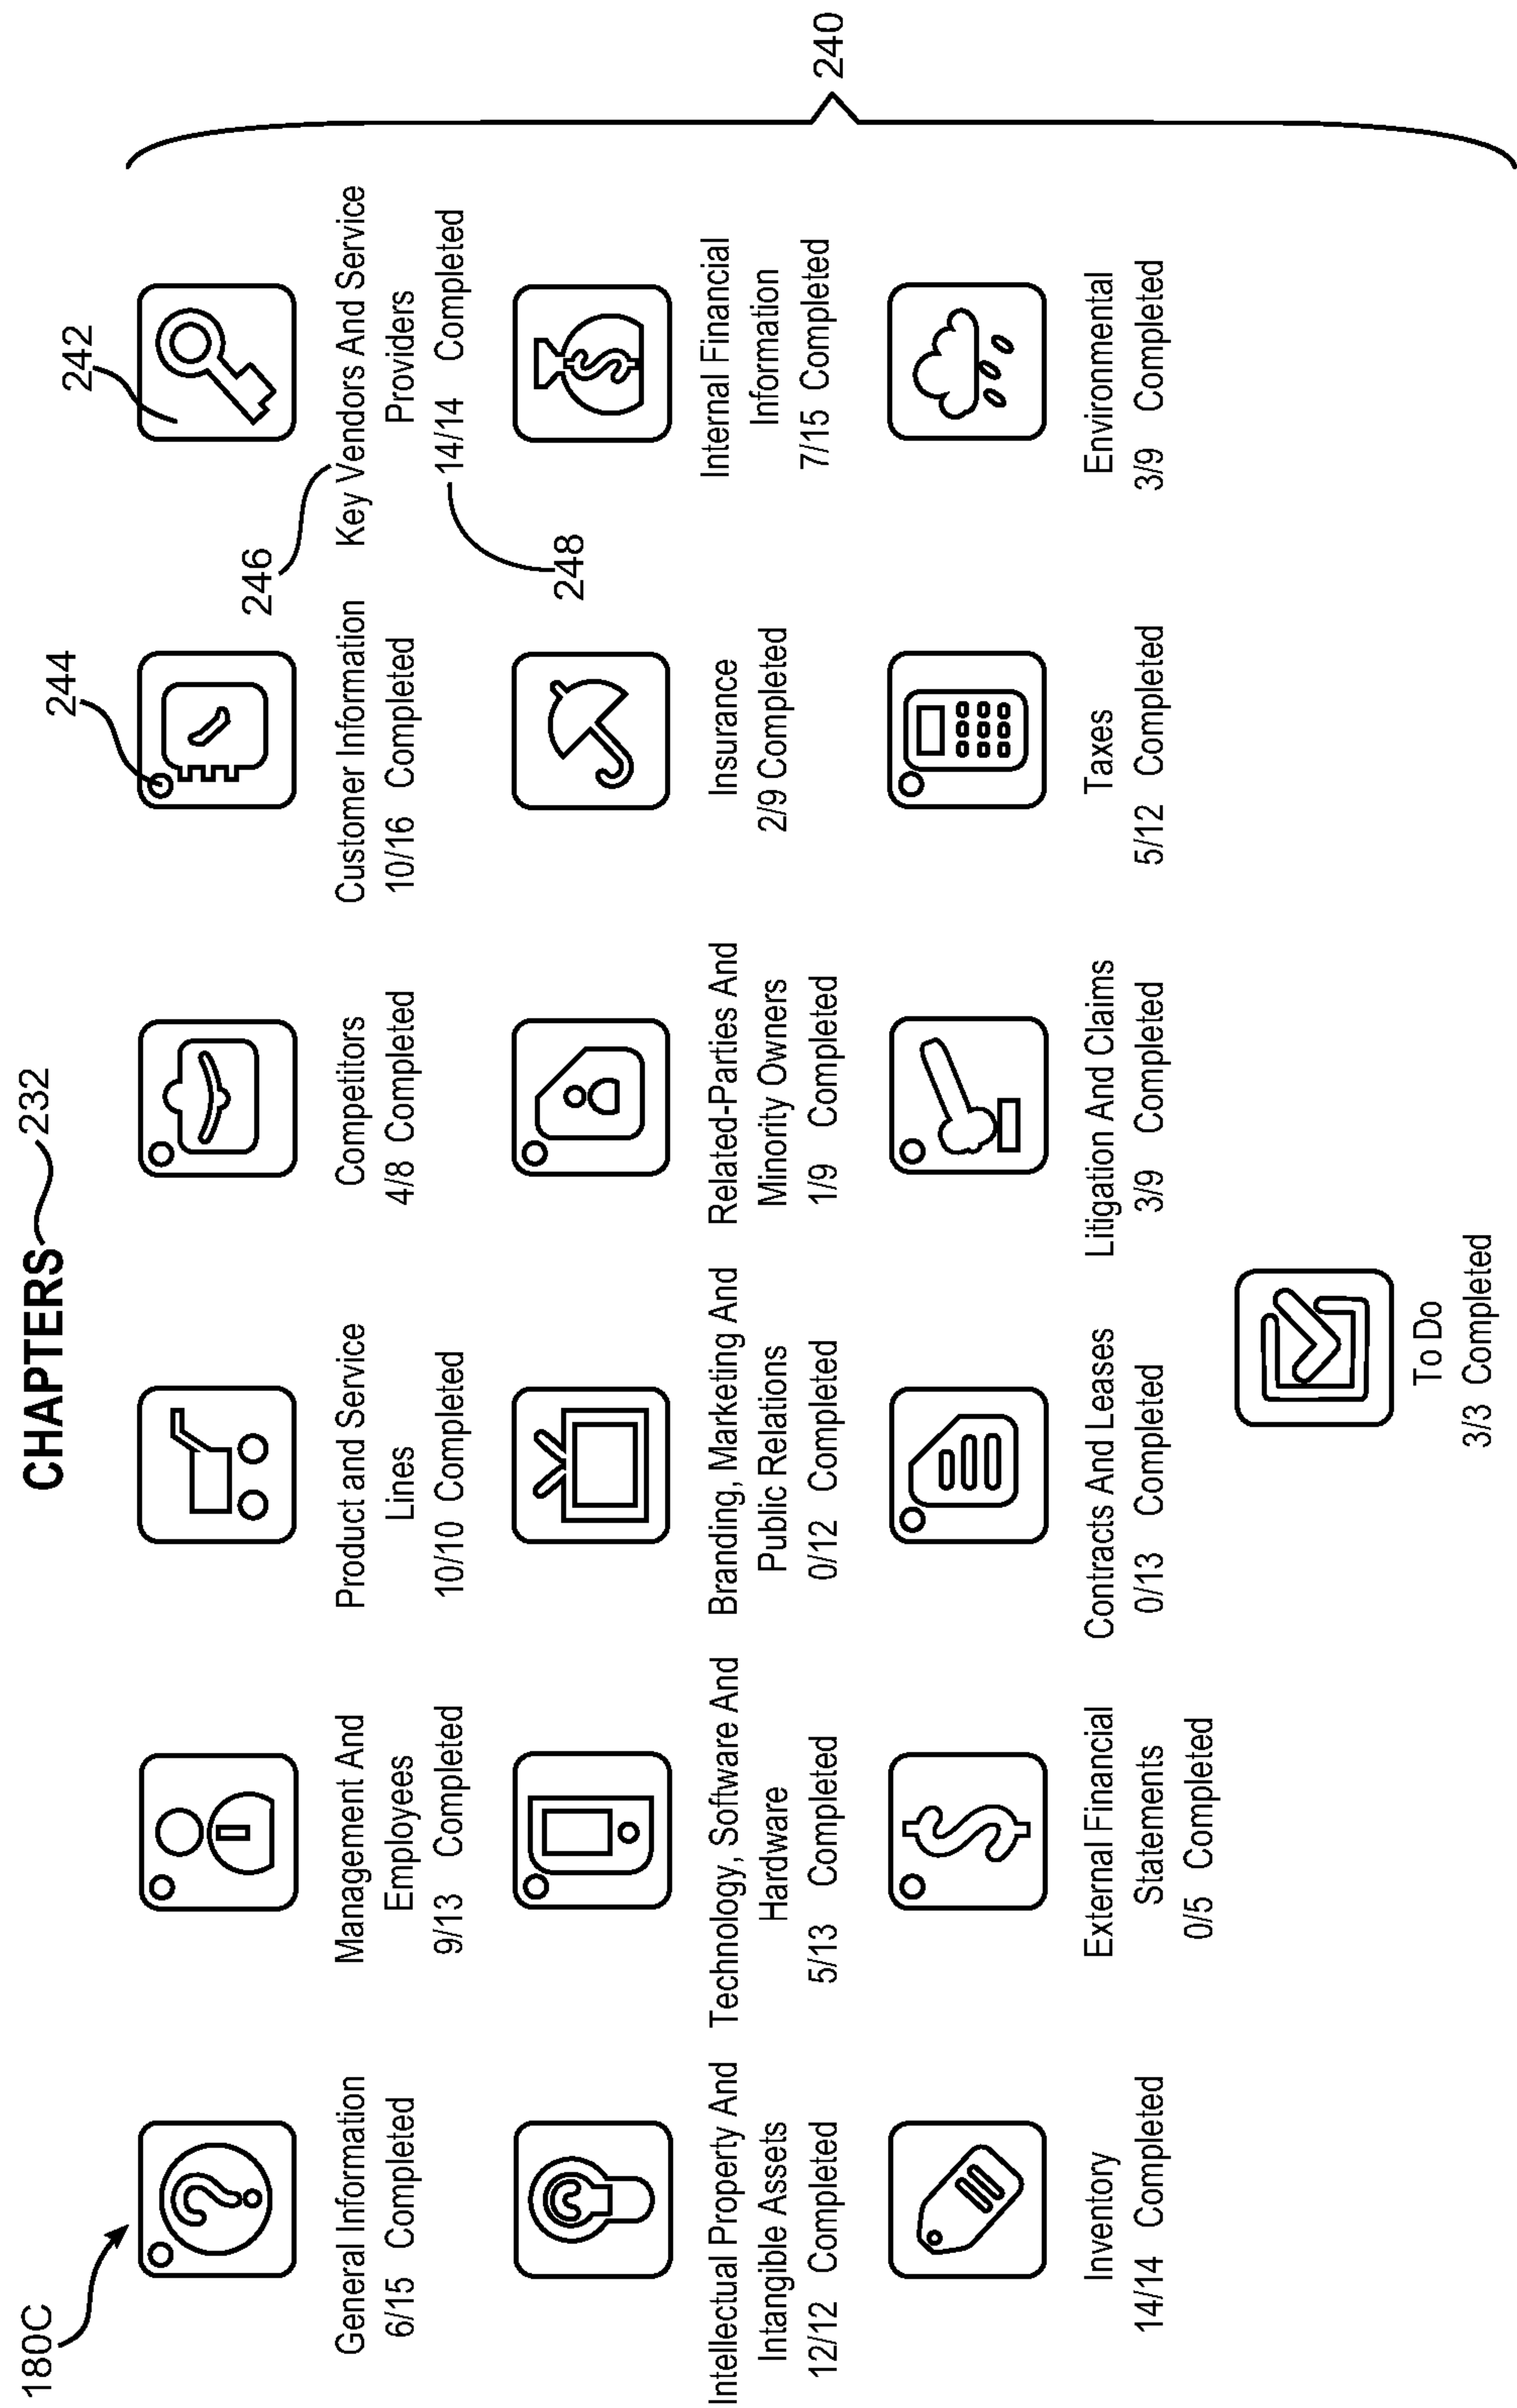 CHAPTERS 232
180C
244
242
General Information
6/15 Completed
Management And
Employees
9/13 Completed
Product and Service
Lines
10/10 Completed
Competitors
4/8 Completed
Customer Information
10/16 Completed
246
Key Vendors And Service
Providers
14/14 Completed
248
Intellectual Property And
Intangible Assets
12/12 Completed
Technology, Software And
Hardware
5/13 Completed
Branding, Marketing And
Public Relations
0/12 Completed
Related-Parties And
Minority Owners
1/9 Completed
Insurance
2/9 Completed
Internal Financial
Information
7/15 Completed
Inventory
14/14 Completed
External Financial
Statements
0/5 Completed
Contracts And Leases
0/13 Completed
Litigation And Claims
3/9 Completed
Taxes
5/12 Completed
Environmental
3/9 Completed
To Do
3/3 Completed
240